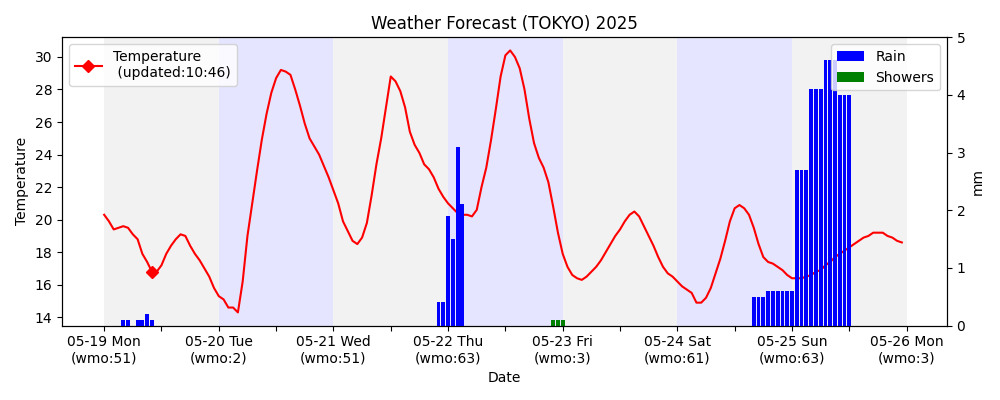 Weather Forecast (TOKYO) 2025
Temperature
(updated:10:46)
Rain
Showers
Temperature
30
28
26
24
22
20
18
16
14
5
4
3
2
1
0
mm
05-19 Mon
(wmo:51)
05-20 Tue
(wmo:2)
05-21 Wed
(wmo:51)
05-22 Thu
(wmo:63)
05-23 Fri
(wmo:3)
05-24 Sat
(wmo:61)
05-25 Sun
(wmo:63)
05-26 Mon
(wmo:3)
Date